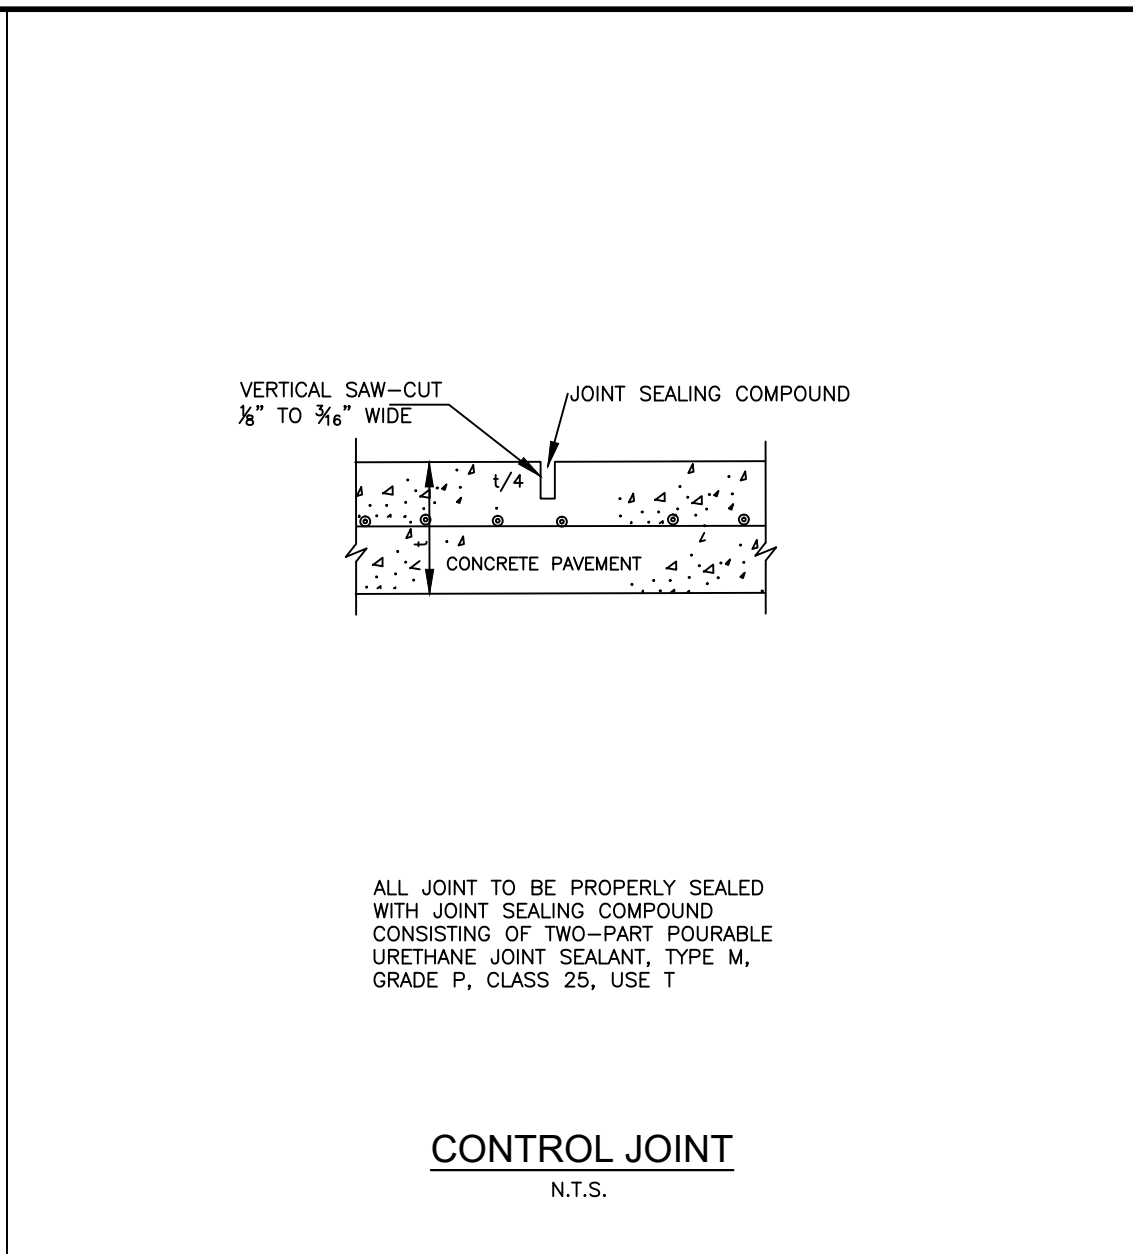 VERTICAL SAW-CUT
⅛" TO 3⁄16" WIDE
JOINT SEALING COMPOUND
t/4
t
CONCRETE PAVEMENT
ALL JOINT TO BE PROPERLY SEALED
WITH JOINT SEALING COMPOUND
CONSISTING OF TWO-PART POURABLE
URETHANE JOINT SEALANT, TYPE M,
GRADE P, CLASS 25, USE T
CONTROL JOINT
N.T.S.